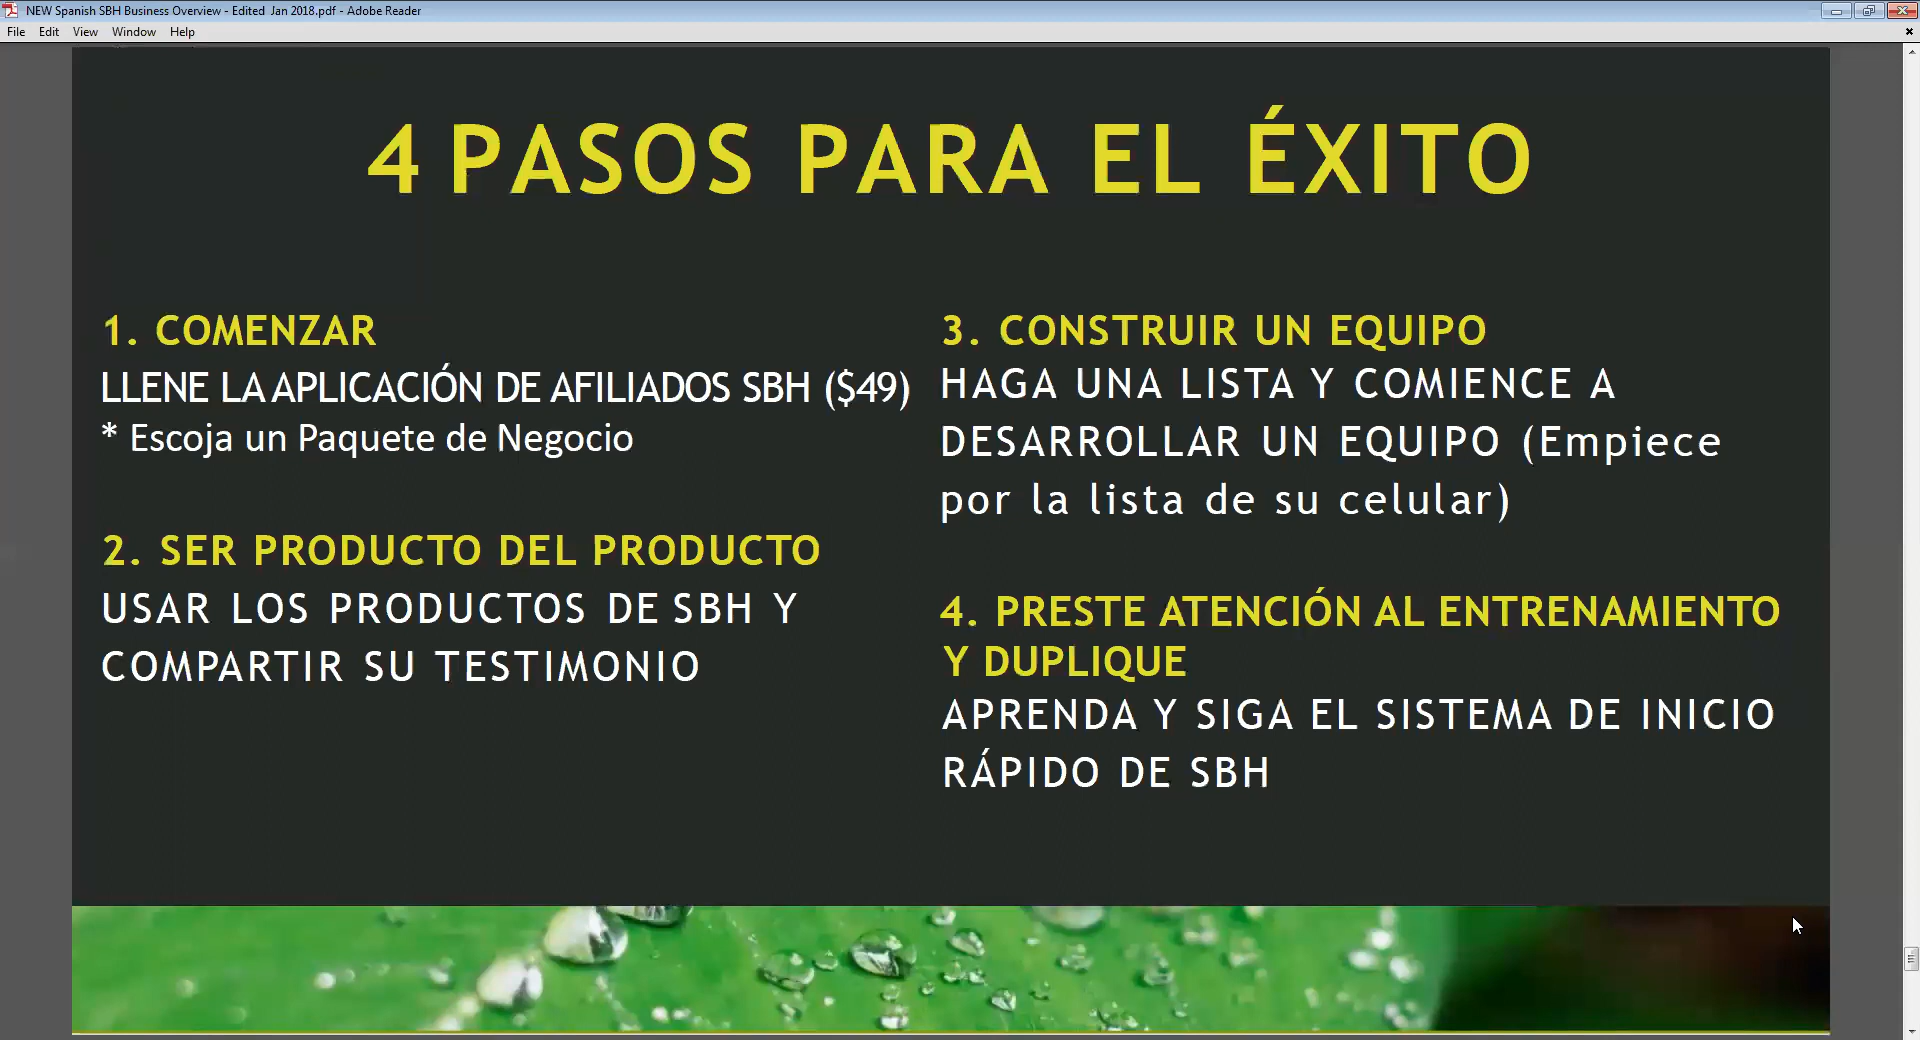 NEW Spanish SBH Business Overview - Edited  Jan 2018.pdf - Adobe Reader
File Edit View Window Help
4 PASOS PARA EL ÉXITO
1. COMENZAR
LLENE LA APLICACIÓN DE AFILIADOS SBH ($49)
* Escoja un Paquete de Negocio
2. SER PRODUCTO DEL PRODUCTO
USAR LOS PRODUCTOS DE SBH Y
COMPARTIR SU TESTIMONIO
3. CONSTRUIR UN EQUIPO
HAGA UNA LISTA Y COMIENCE A
DESARROLLAR UN EQUIPO (Empiece
por la lista de su celular)
4. PRESTE ATENCIÓN AL ENTRENAMIENTO
Y DUPLIQUE
APRENDA Y SIGA EL SISTEMA DE INICIO
RÁPIDO DE SBH